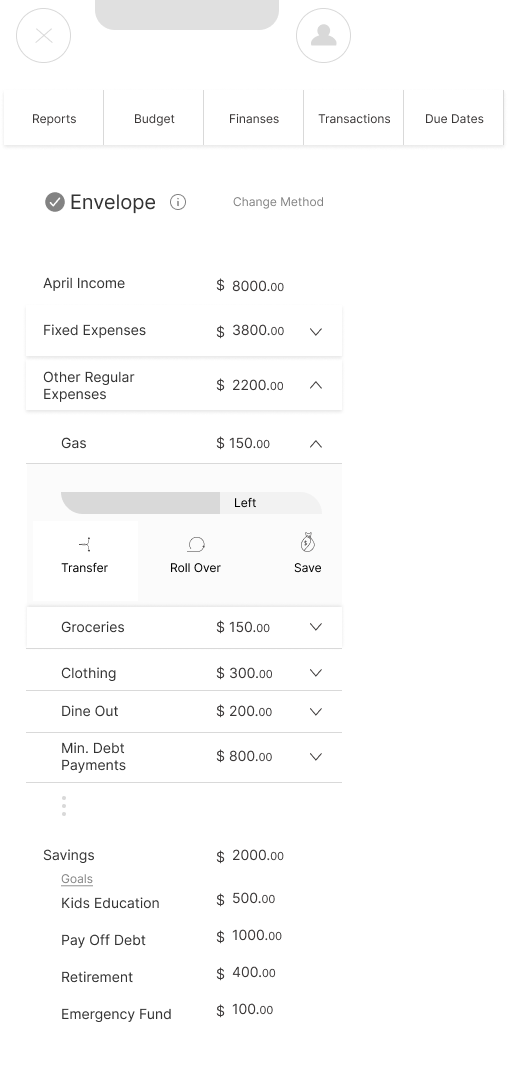 Reports Budget Finanses Transactions Due Dates
Envelope Change Method
April Income $ 8000.00
Fixed Expenses $ 3800.00
Other Regular
Expenses $ 2200.00
Gas $ 150.00
Left
Transfer Roll Over Save
Groceries $ 150.00
Clothing $ 300.00
Dine Out $ 200.00
Min. Debt
Payments $ 800.00
Savings $ 2000.00
Goals
Kids Education $ 500.00
Pay Off Debt $ 1000.00
Retirement $ 400.00
Emergency Fund $ 100.00